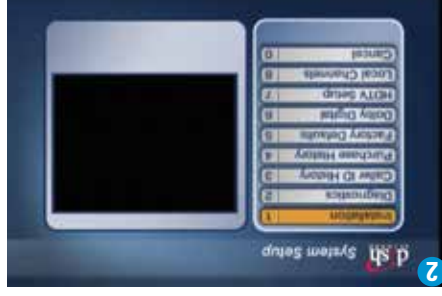 2
dish System Setup
Installation 1
Diagnostics 2
Caller ID History 3
Purchase History 4
Factory Defaults 5
Dolby Digital 6
HDTV Setup 7
Local Channels 8
Cancel 0